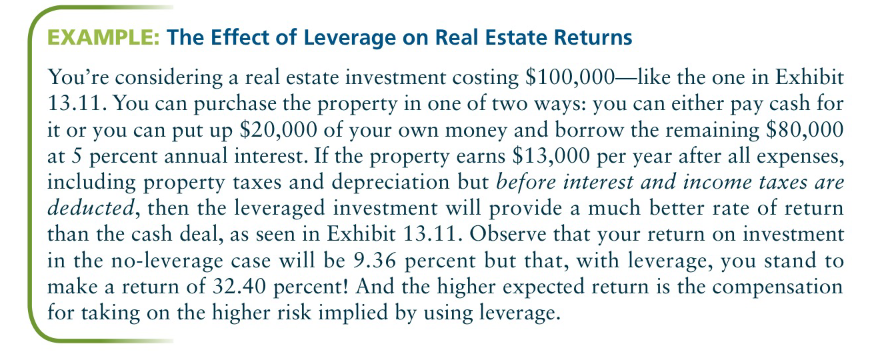 EXAMPLE: The Effect of Leverage on Real Estate Returns
You're considering a real estate investment costing $100,000—like the one in Exhibit
13.11. You can purchase the property in one of two ways: you can either pay cash for
it or you can put up $20,000 of your own money and borrow the remaining $80,000
at 5 percent annual interest. If the property earns $13,000 per year after all expenses,
including property taxes and depreciation but before interest and income taxes are
deducted, then the leveraged investment will provide a much better rate of return
than the cash deal, as seen in Exhibit 13.11. Observe that your return on investment
in the no-leverage case will be 9.36 percent but that, with leverage, you stand to
make a return of 32.40 percent! And the higher expected return is the compensation
for taking on the higher risk implied by using leverage.